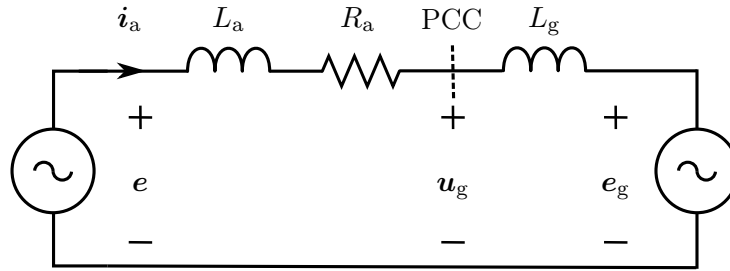 i_a L_a R_a PCC L_g
+ + +
e u_g e_g
− − −